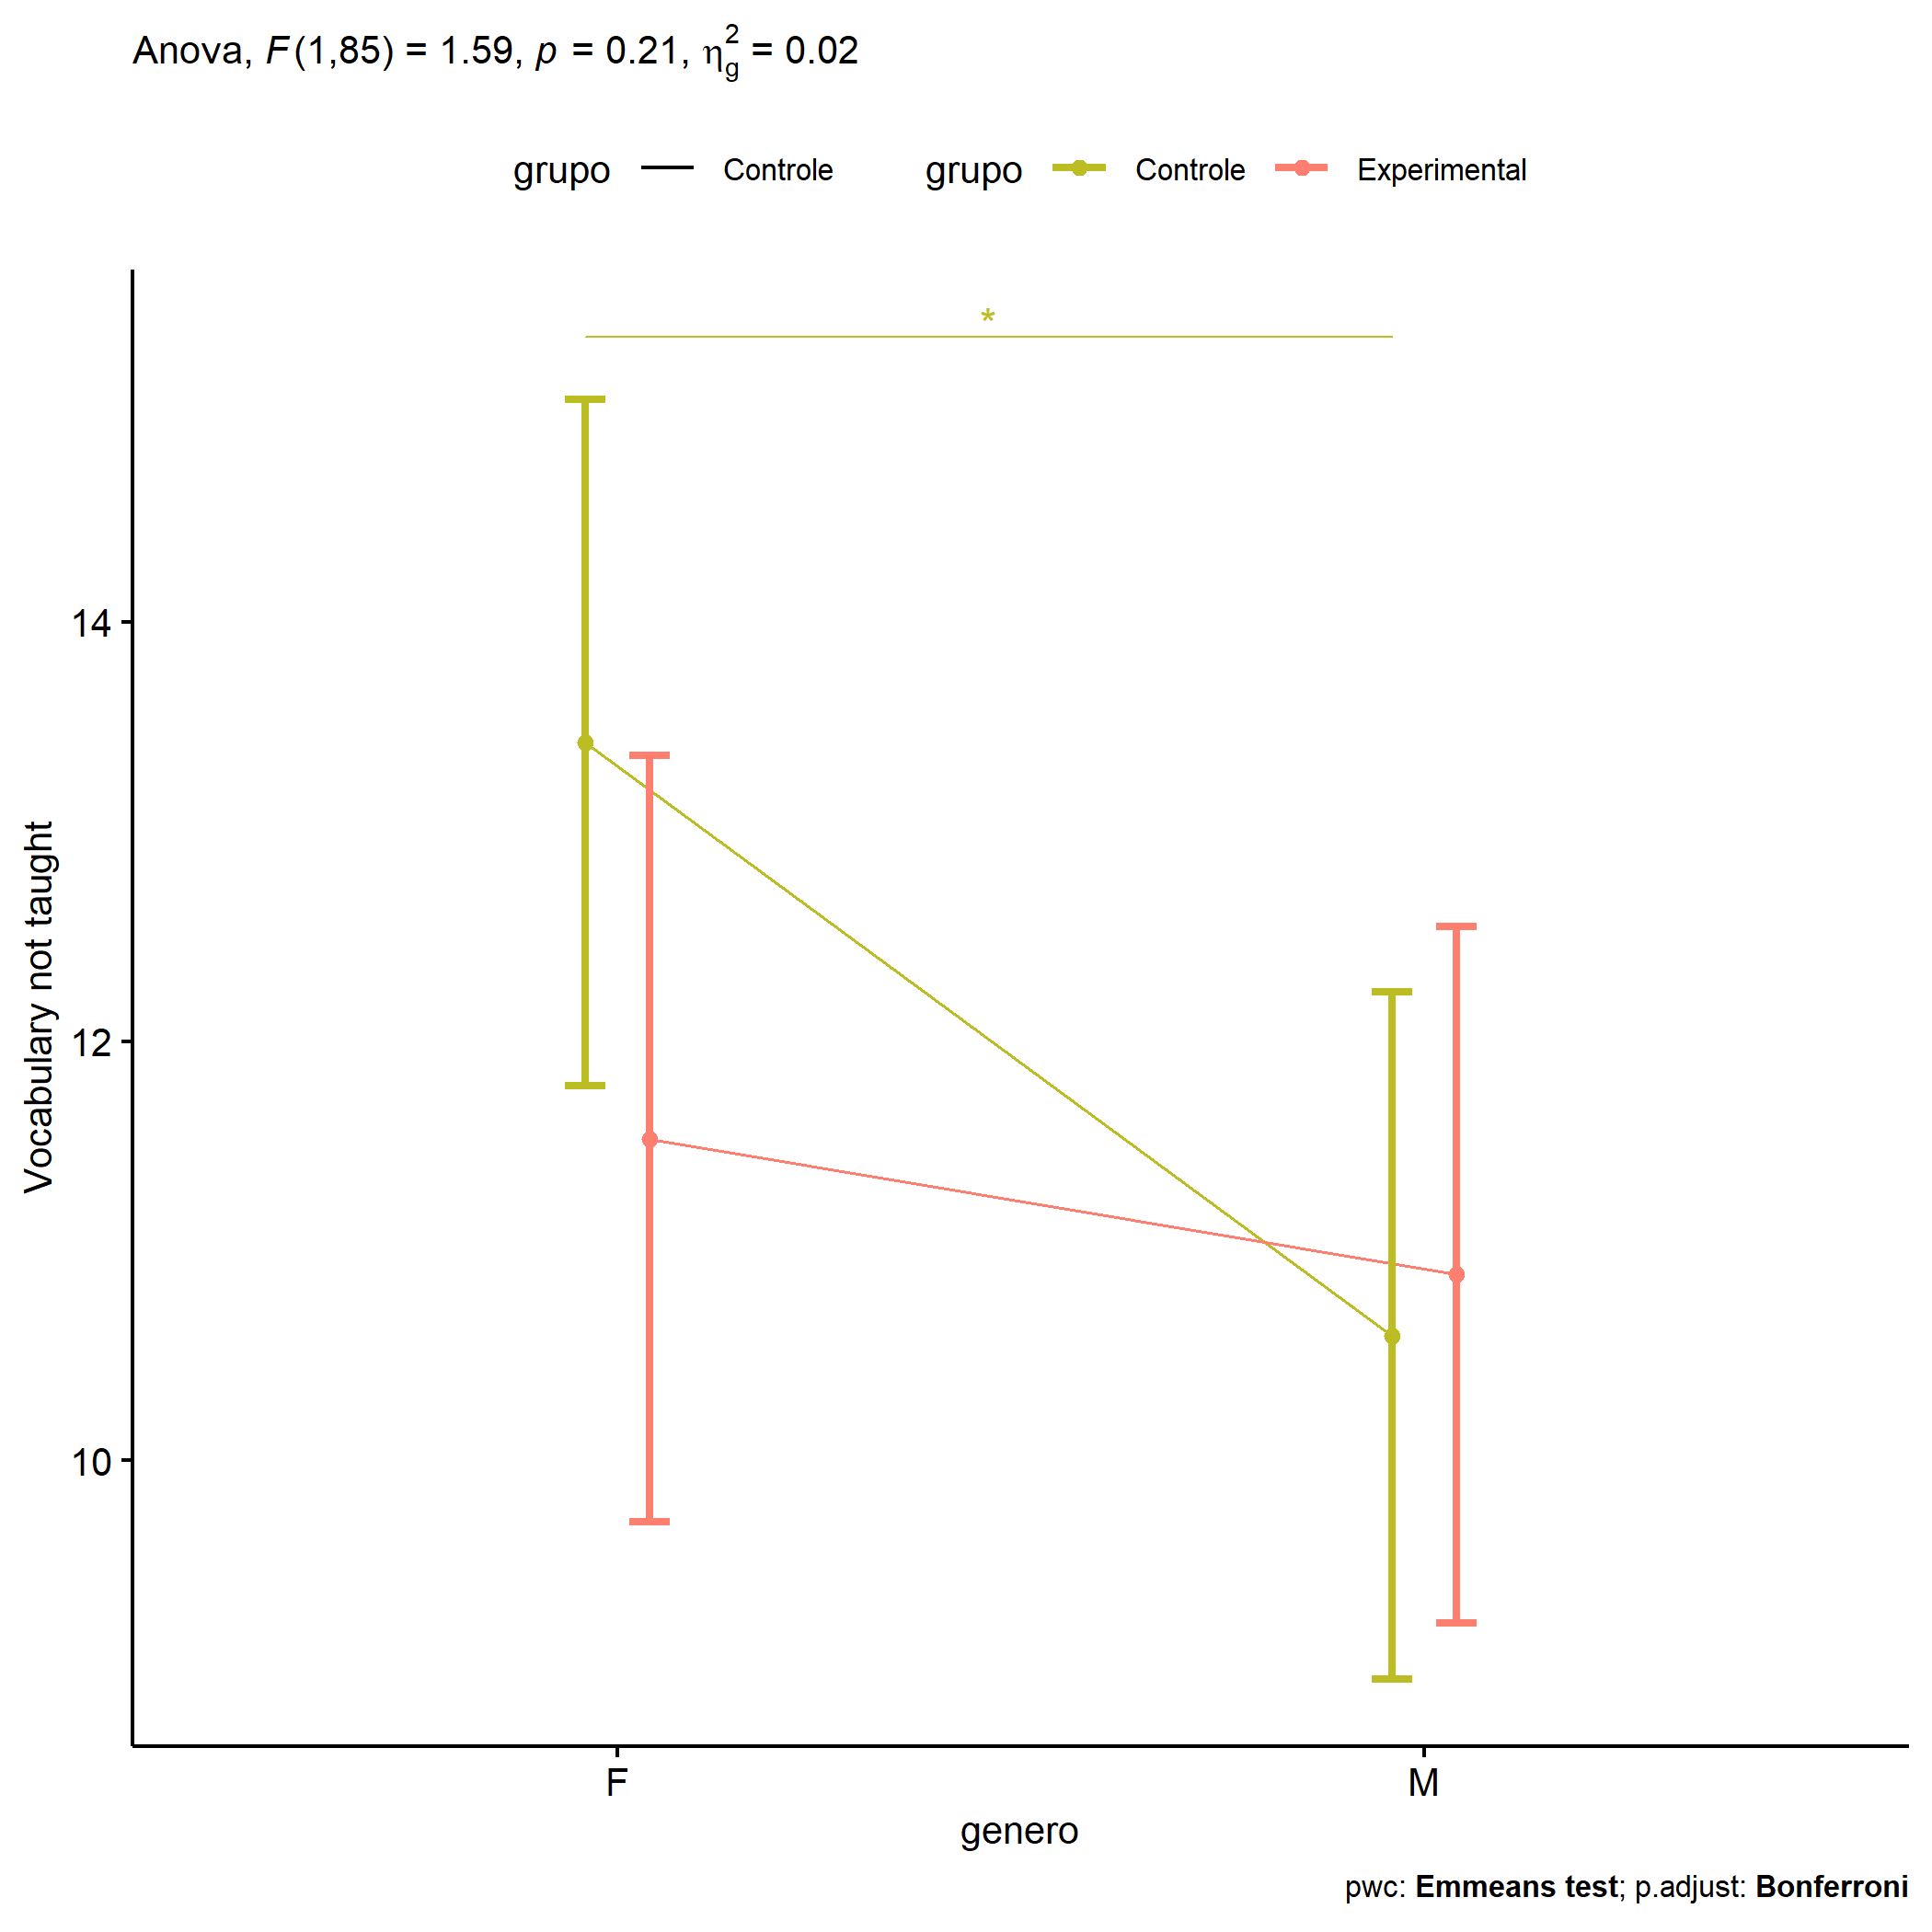 Anova, F(1,85) = 1.59, p = 0.21, η²g = 0.02
grupo Controle grupo Controle Experimental
*
14
12
10
Vocabulary not taught
F M
genero
pwc: Emmeans test; p.adjust: Bonferroni